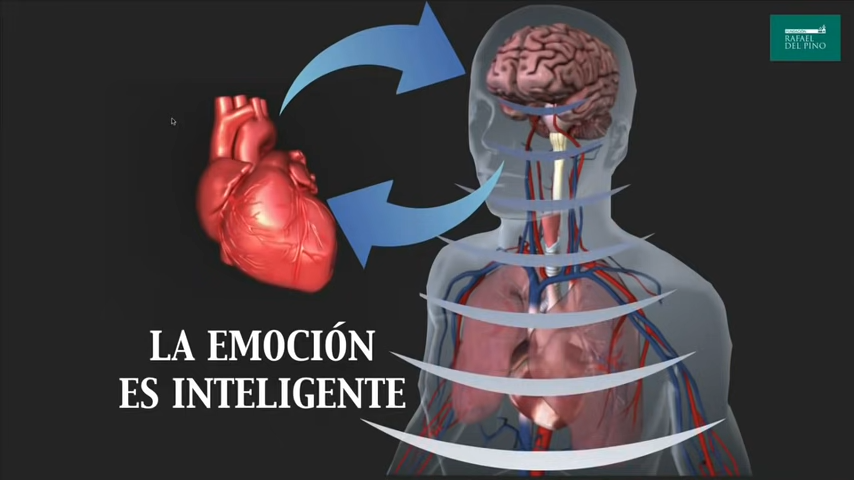 FUNDACIÓN
RAFAEL
DEL PINO
LA EMOCIÓN
ES INTELIGENTE